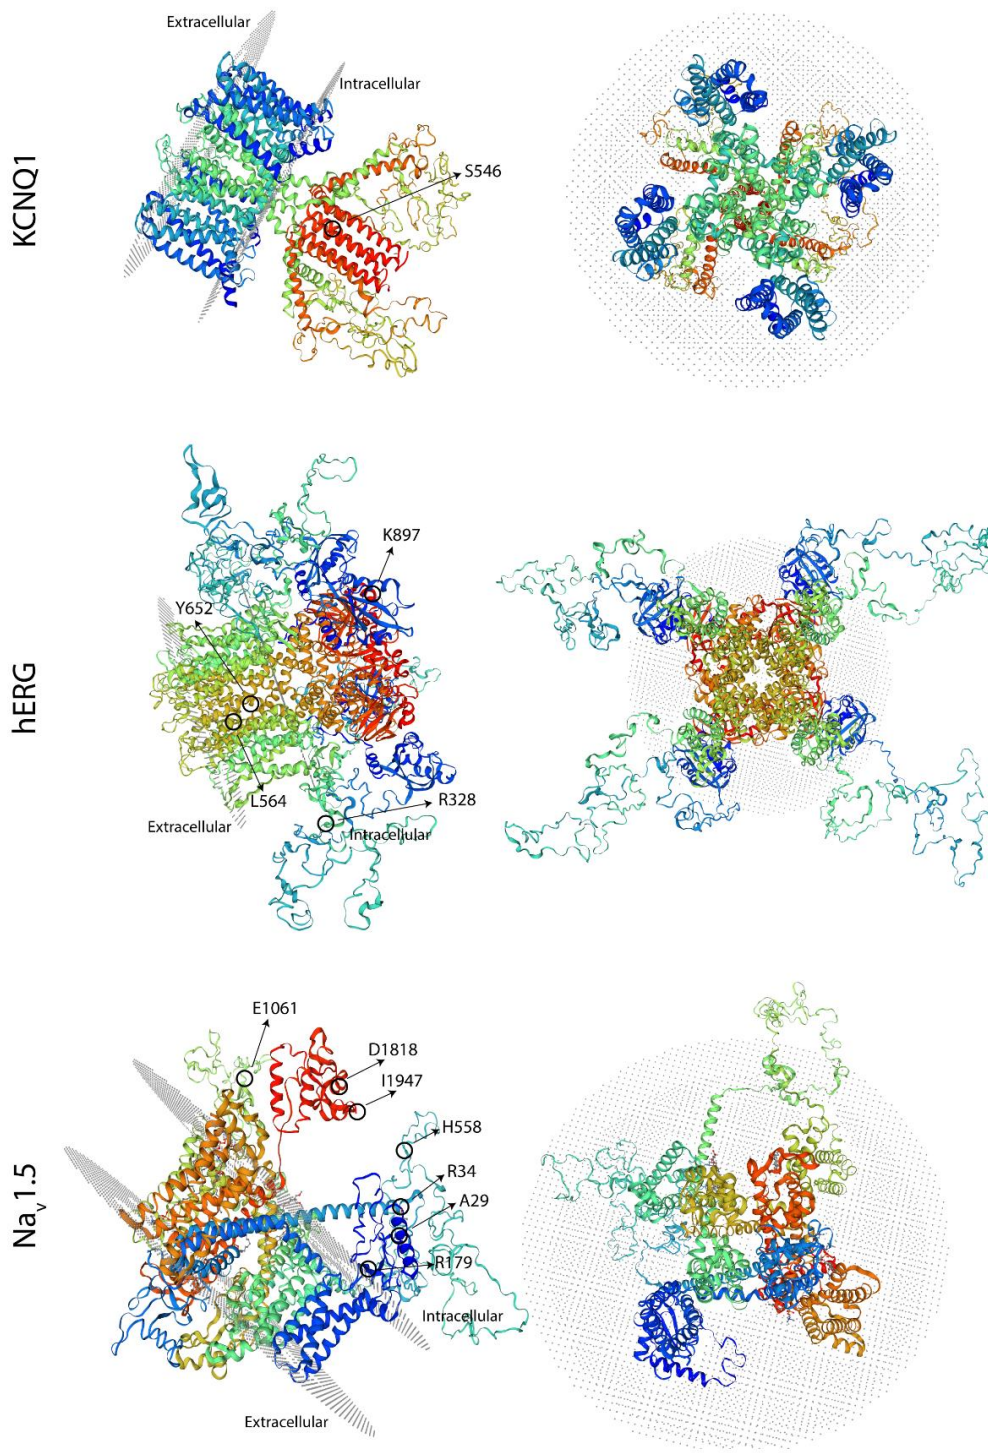 KCNQ1
Extracellular
Intracellular
S546
hERG
K897
Y652
L564
R328
Extracellular
Intracellular
Nav1.5
E1061
D1818
I1947
H558
R34
A29
R179
Intracellular
Extracellular